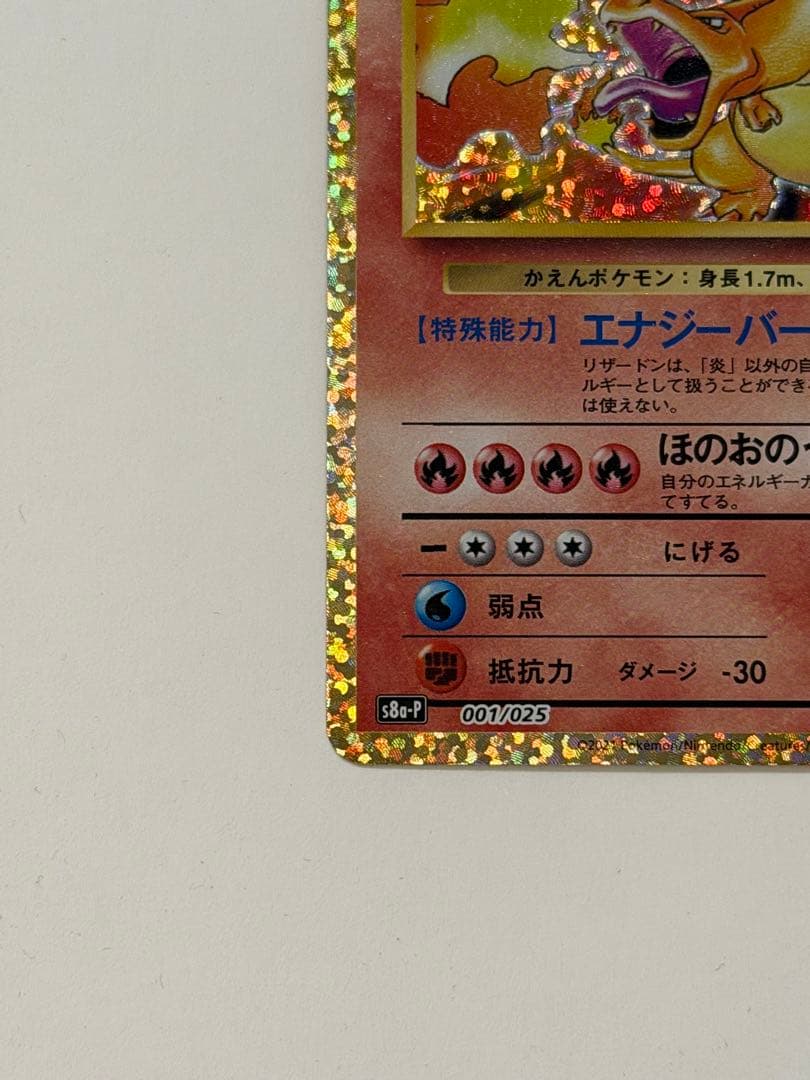 かえんポケモン：身長1.7m、
【特殊能力】 エナジーバー
リザードンは、「炎」以外の自
ルギーとして扱うことができ
は使えない。
ほのおの
自分のエネルギーカ
てすてる。
ー にげる
弱点
抵抗力 ダメージ -30
s8a-P 001/025
©2021 Pokémon/Nintendo